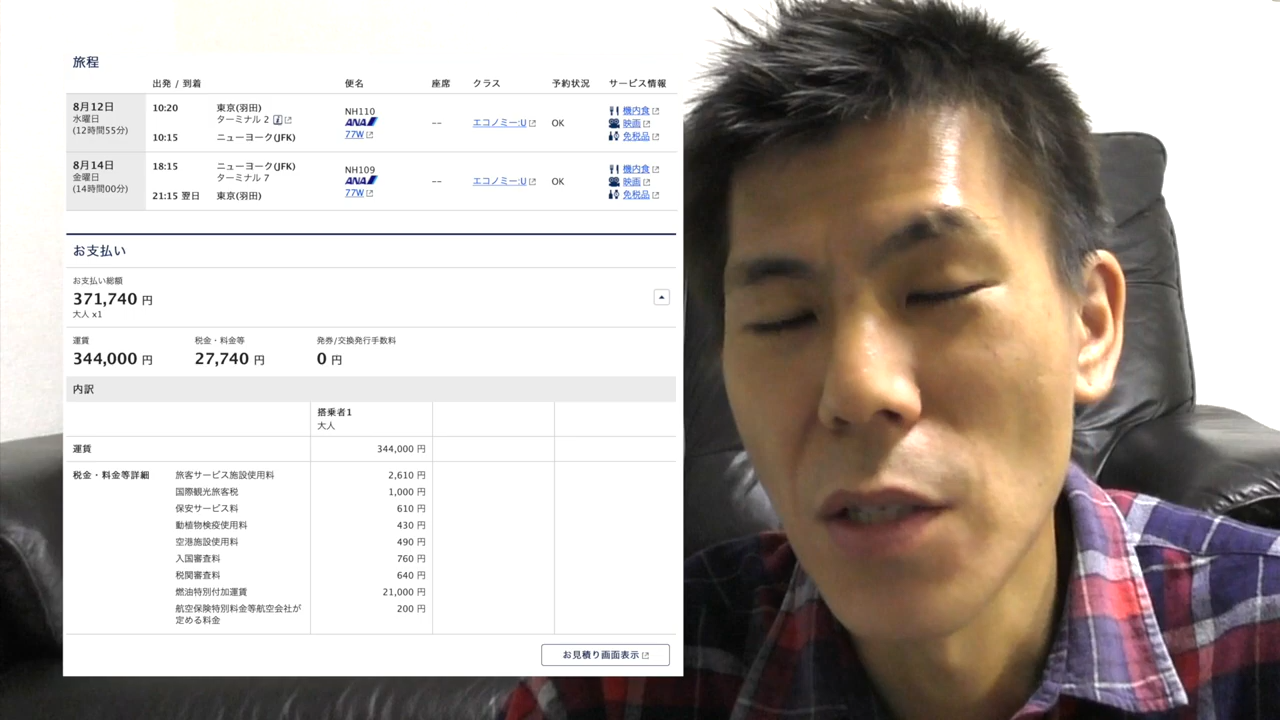 旅程
出発 / 到着 便名 座席 クラス 予約状況 サービス情報
8月12日
水曜日
(12時間55分)
10:20 東京(羽田)
ターミナル 2
10:15 ニューヨーク(JFK)
NH110
ANA
77W
--
エコノミー:U
OK
機内食
映画
免税品
8月14日
金曜日
(14時間00分)
18:15 ニューヨーク(JFK)
ターミナル 7
21:15 翌日 東京(羽田)
NH109
ANA
77W
--
エコノミー:U
OK
機内食
映画
免税品
お支払い
お支払い総額
371,740 円
大人 x1
運賃 税金・料金等 発券/交換発行手数料
344,000 円 27,740 円 0 円
内訳
搭乗者1
大人
運賃 344,000 円
税金・料金等詳細 旅客サービス施設使用料 2,610 円
国際観光旅客税 1,000 円
保安サービス料 610 円
動植物検疫使用料 430 円
空港施設使用料 490 円
入国審査料 760 円
税関審査料 640 円
燃油特別付加運賃 21,000 円
航空保険特別料金等航空会社が 200 円
定める料金
お見積り画面表示